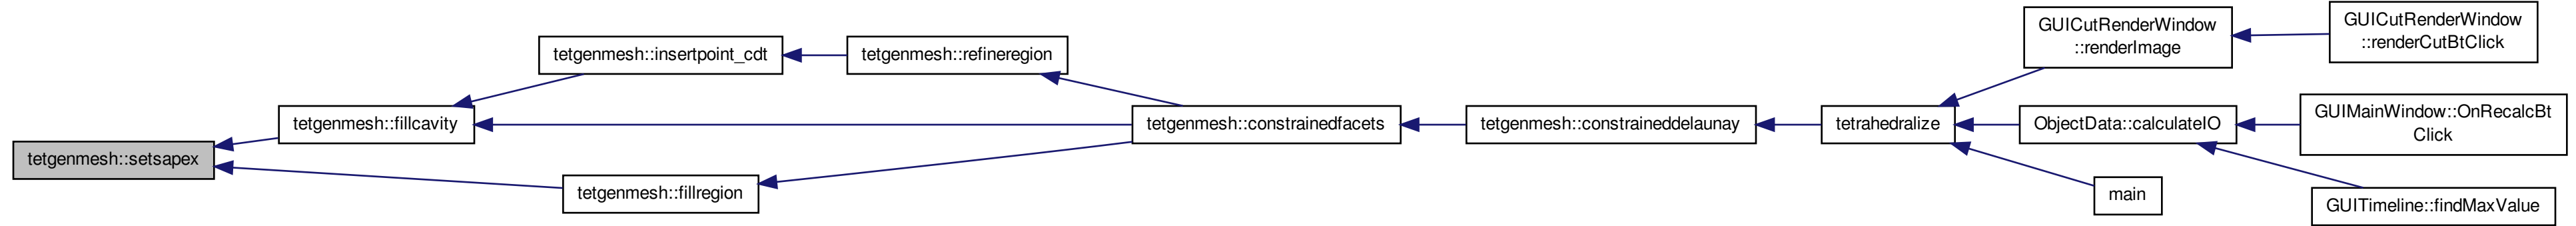 tetgenmesh::setsapex
tetgenmesh::fillcavity
tetgenmesh::insertpoint_cdt
tetgenmesh::refineregion
tetgenmesh::constrainedfacets
tetgenmesh::constraineddelaunay
tetrahedralize
GUICutRenderWindow
::renderImage
GUICutRenderWindow
::renderCutBtClick
ObjectData::calculateIO
GUIMainWindow::OnRecalcBt
Click
GUITimeline::findMaxValue
main
tetgenmesh::fillregion